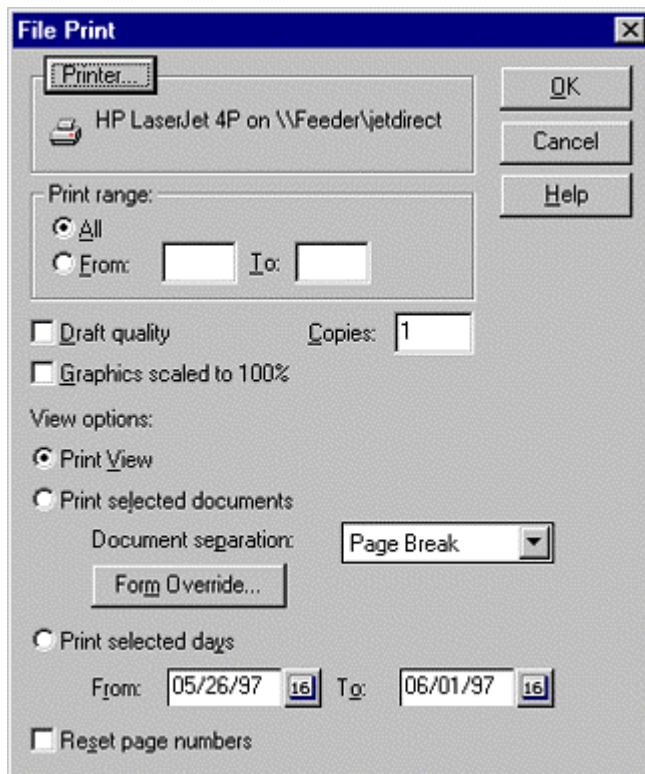 File Print
Printer...
HP LaserJet 4P on \\Feeder\jetdirect
OK
Cancel
Help
Print range:
All
From: To:
Draft quality Copies: 1
Graphics scaled to 100%
View options:
Print View
Print selected documents
Document separation: Page Break
Form Override...
Print selected days
From: 05/26/97 16 To: 06/01/97 16
Reset page numbers